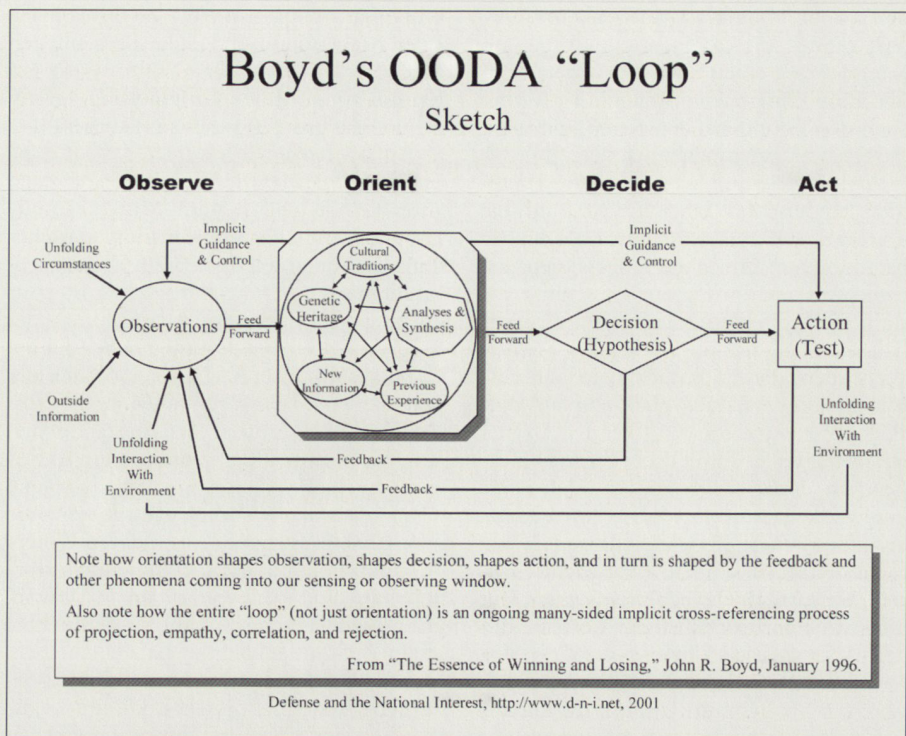 Boyd's OODA “Loop”
Sketch
Observe
Orient
Decide
Act
Implicit
Guidance
& Control
Implicit
Guidance
& Control
Unfolding
Circumstances
Cultural
Traditions
Genetic
Heritage
Analyses &
Synthesis
New
Information
Previous
Experience
Observations
Feed
Forward
Feed
Forward
Decision
(Hypothesis)
Feed
Forward
Action
(Test)
Outside
Information
Unfolding
Interaction
With
Environment
Unfolding
Interaction
With
Environment
Feedback
Feedback
Note how orientation shapes observation, shapes decision, shapes action, and in turn is shaped by the feedback and
other phenomena coming into our sensing or observing window.
Also note how the entire “loop” (not just orientation) is an ongoing many-sided implicit cross-referencing process
of projection, empathy, correlation, and rejection.
From “The Essence of Winning and Losing,” John R. Boyd, January 1996.
Defense and the National Interest, http://www.d-n-i.net, 2001